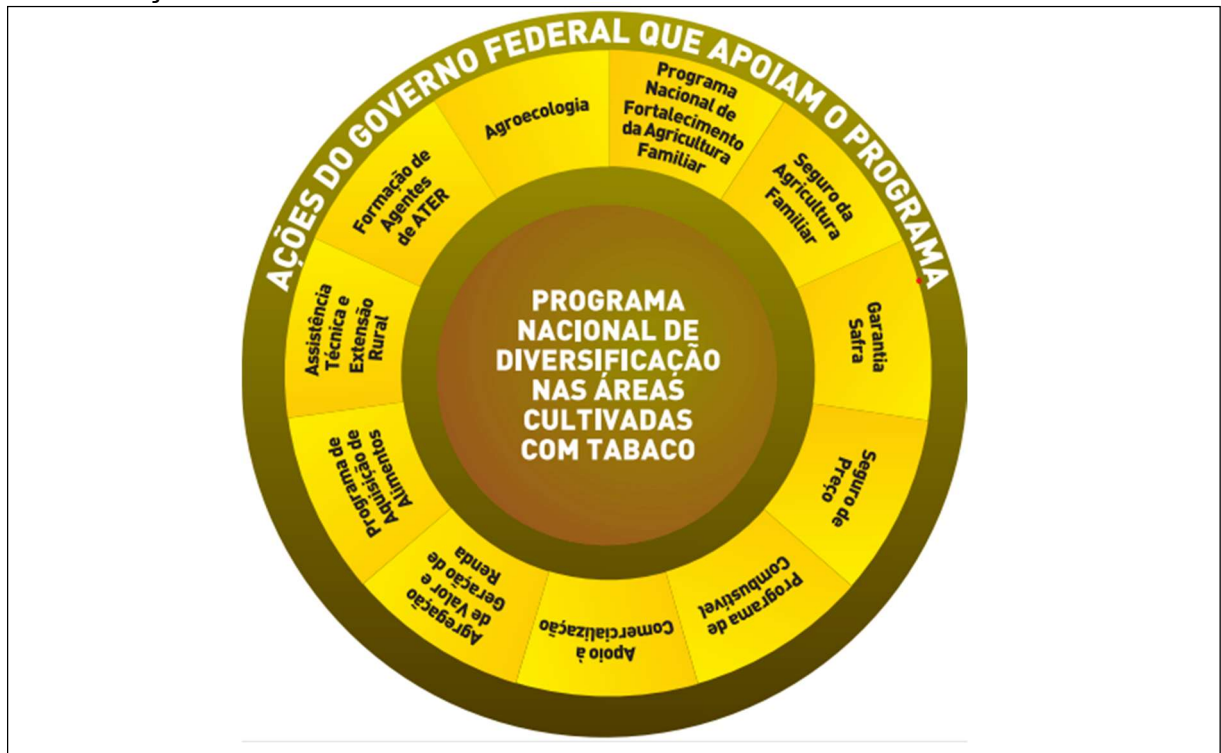 AÇÕES DO GOVERNO FEDERAL QUE APOIAM O PROGRAMA
Programa
Nacional de
Fortalecimento
da Agricultura
Familiar
Seguro da
Agricultura
Familiar
Garantia
Safra
Seguro de
Preço
Programa de
Combustível
Apoio à
Comercialização
Agregação
de Valor e
Geração de
Renda
Programa de
Aquisição de
Alimentos
Assistência
Técnica e
Extensão
Rural
Formação de
Agentes
de ATER
Agroecologia
PROGRAMA
NACIONAL DE
DIVERSIFICAÇÃO
NAS ÁREAS
CULTIVADAS
COM TABACO